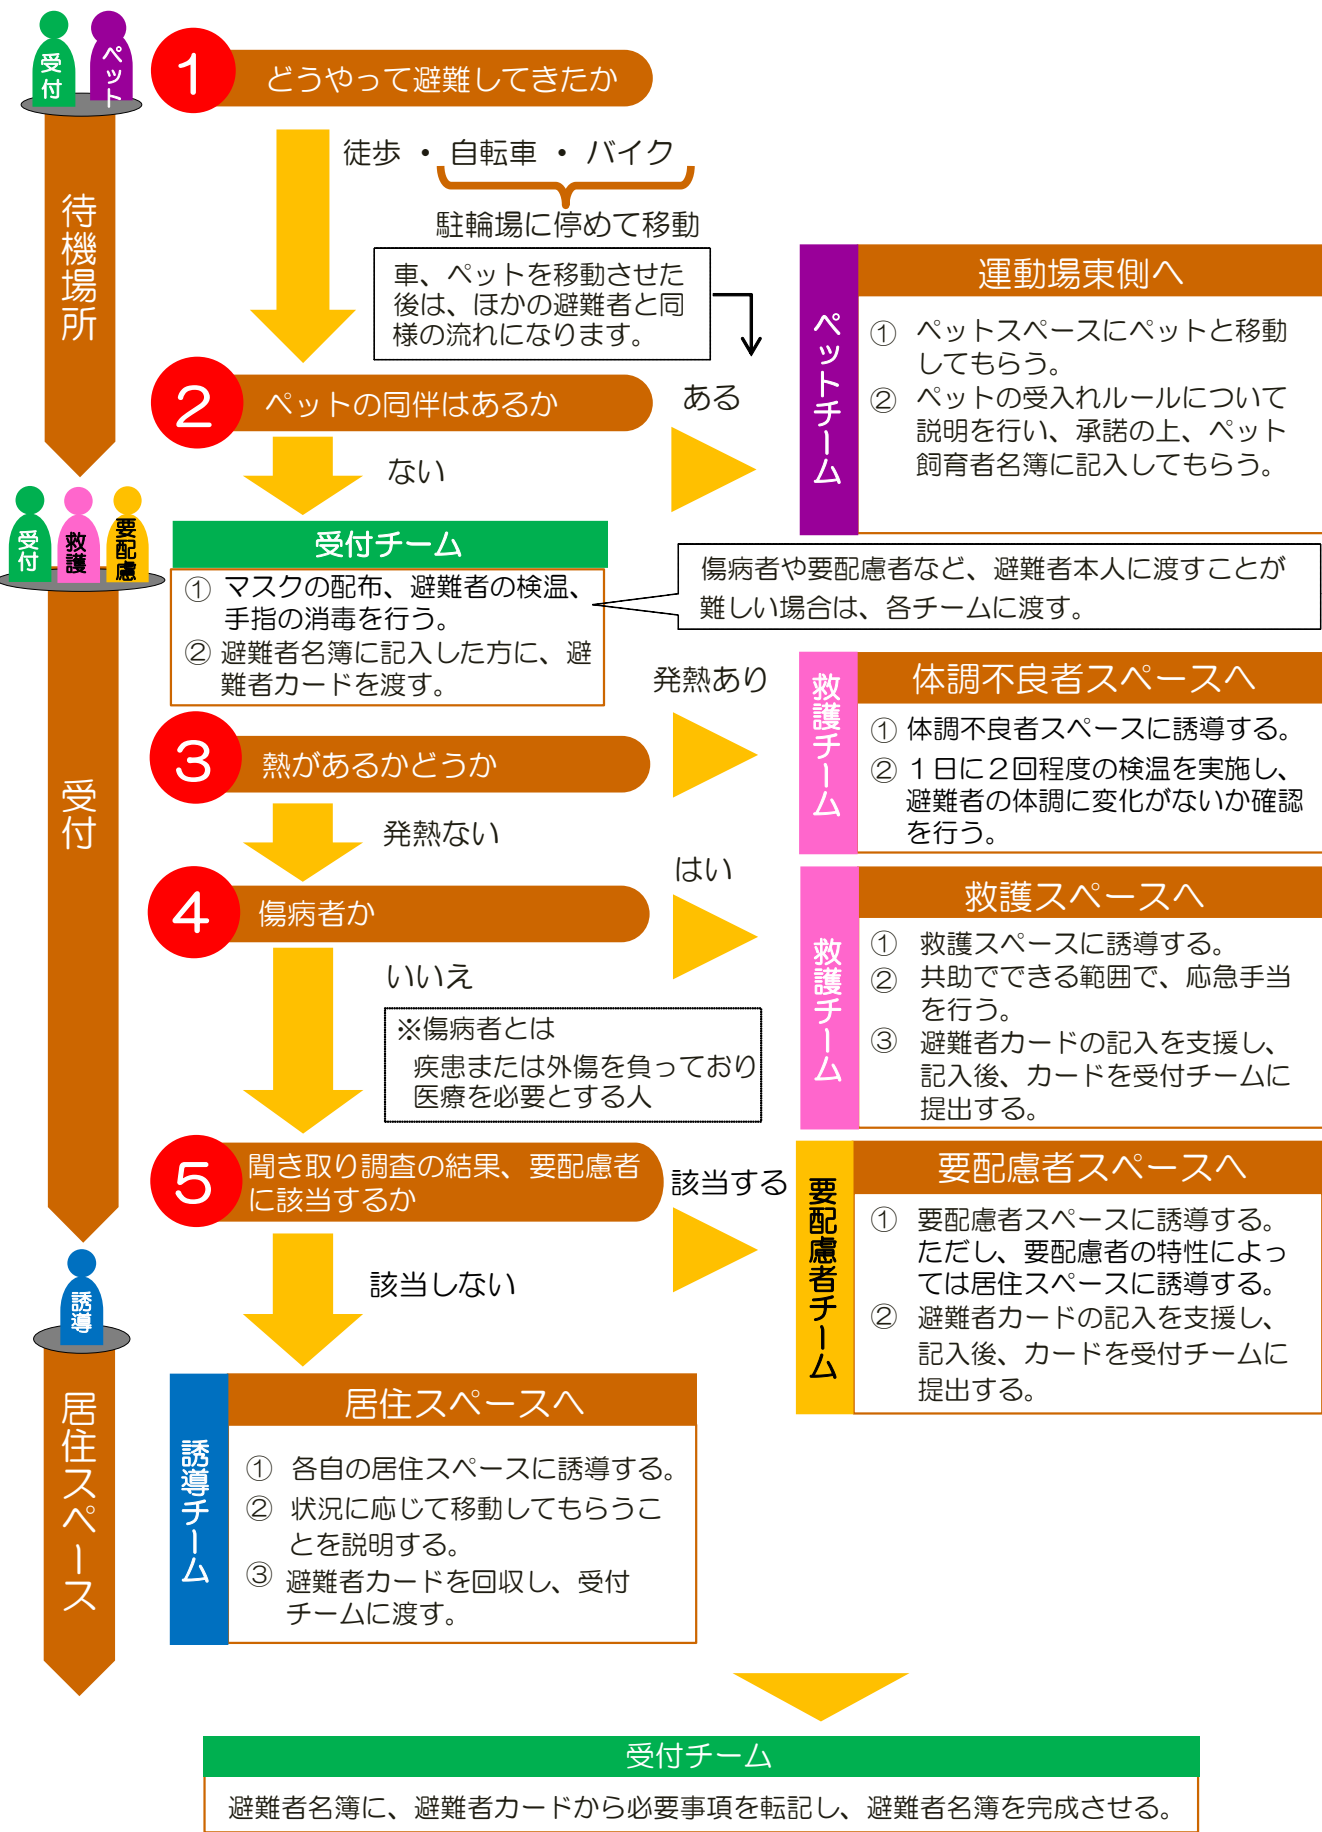 受付
ペット
待機場所
1
どうやって避難してきたか
徒歩 ・ 自転車 ・ バイク
駐輪場に停めて移動
車、ペットを移動させた
後は、ほかの避難者と同
様の流れになります。
2
ペットの同伴はあるか
ある
ない
ペットチーム
運動場東側へ
① ペットスペースにペットと移動
してもらう。
② ペットの受入れルールについて
説明を行い、承諾の上、ペット
飼育者名簿に記入してもらう。
受付
救護
要配慮
受付
受付チーム
① マスクの配布、避難者の検温、
手指の消毒を行う。
② 避難者名簿に記入した方に、避
難者カードを渡す。
傷病者や要配慮者など、避難者本人に渡すことが
難しい場合は、各チームに渡す。
3
熱があるかどうか
発熱あり
発熱ない
救護チーム
体調不良者スペースへ
① 体調不良者スペースに誘導する。
② １日に２回程度の検温を実施し、
避難者の体調に変化がないか確認
を行う。
4
傷病者か
はい
いいえ
※傷病者とは
疾患または外傷を負っており
医療を必要とする人
救護チーム
救護スペースへ
① 救護スペースに誘導する。
② 共助でできる範囲で、応急手当
を行う。
③ 避難者カードの記入を支援し、
記入後、カードを受付チームに
提出する。
5
聞き取り調査の結果、要配慮者
に該当するか
該当する
該当しない
要配慮者チーム
要配慮者スペースへ
① 要配慮者スペースに誘導する。
ただし、要配慮者の特性によっ
ては居住スペースに誘導する。
② 避難者カードの記入を支援し、
記入後、カードを受付チームに
提出する。
誘導
居住スペース
誘導チーム
居住スペースへ
① 各自の居住スペースに誘導する。
② 状況に応じて移動してもらうこ
とを説明する。
③ 避難者カードを回収し、受付
チームに渡す。
受付チーム
避難者名簿に、避難者カードから必要事項を転記し、避難者名簿を完成させる。